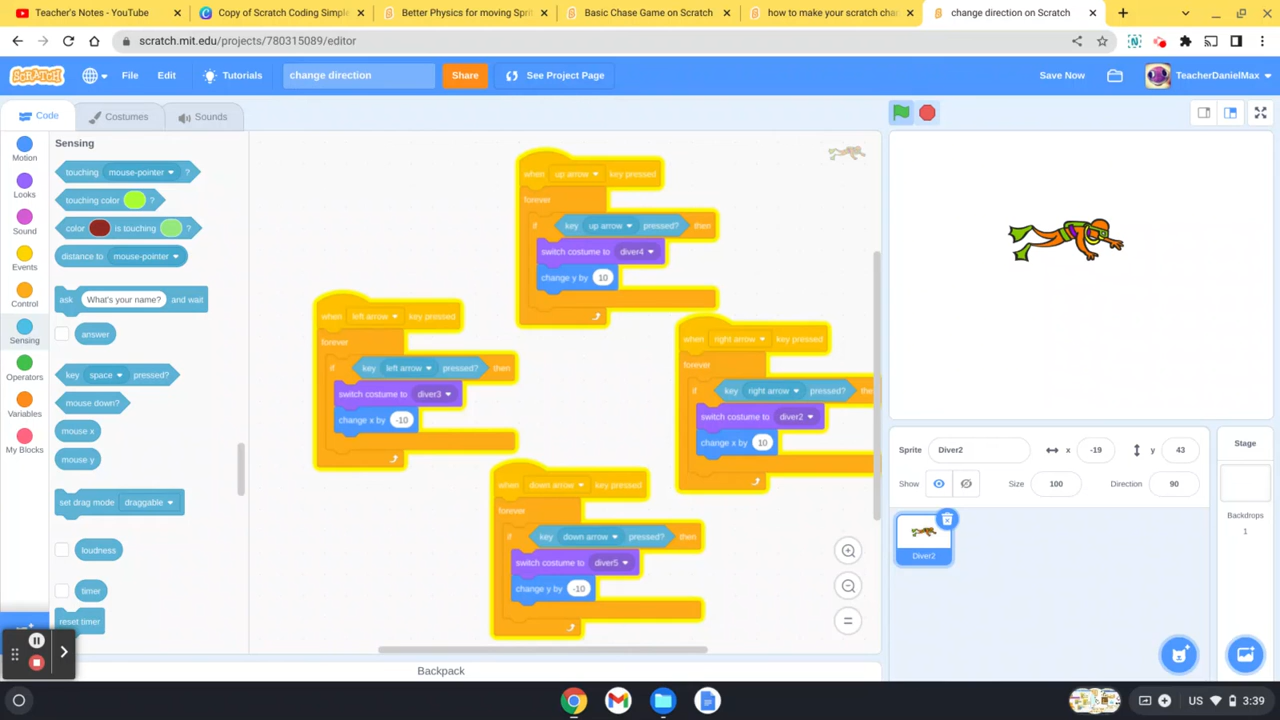 Teacher's Notes - YouTube
Copy of Scratch Coding Simple
Better Physics for moving Sprit
Basic Chase Game on Scratch
how to make your scratch cha
change direction on Scratch
scratch.mit.edu/projects/780315089/editor
SCRATCH
File
Edit
Tutorials
change direction
Share
See Project Page
Save Now
TeacherDanielMax
Code
Costumes
Sounds
Motion
Looks
Sound
Events
Control
Sensing
Operators
Variables
My Blocks
Sensing
touching mouse-pointer ?
touching color ?
color is touching ?
distance to mouse-pointer
ask What's your name? and wait
answer
key space pressed?
mouse down?
mouse x
mouse y
set drag mode draggable
loudness
timer
reset timer
when up arrow key pressed
forever
if key up arrow pressed? then
switch costume to diver4
change y by 10
when left arrow key pressed
forever
if key left arrow pressed? then
switch costume to diver3
change x by -10
when right arrow key pressed
forever
if key right arrow pressed? the
switch costume to diver2
change x by 10
when down arrow key pressed
forever
if key down arrow pressed? then
switch costume to diver5
change y by -10
Backpack
Sprite Diver2 x -19 y 43
Show Size 100 Direction 90
Diver2
Stage
Backdrops
1
US 3:39